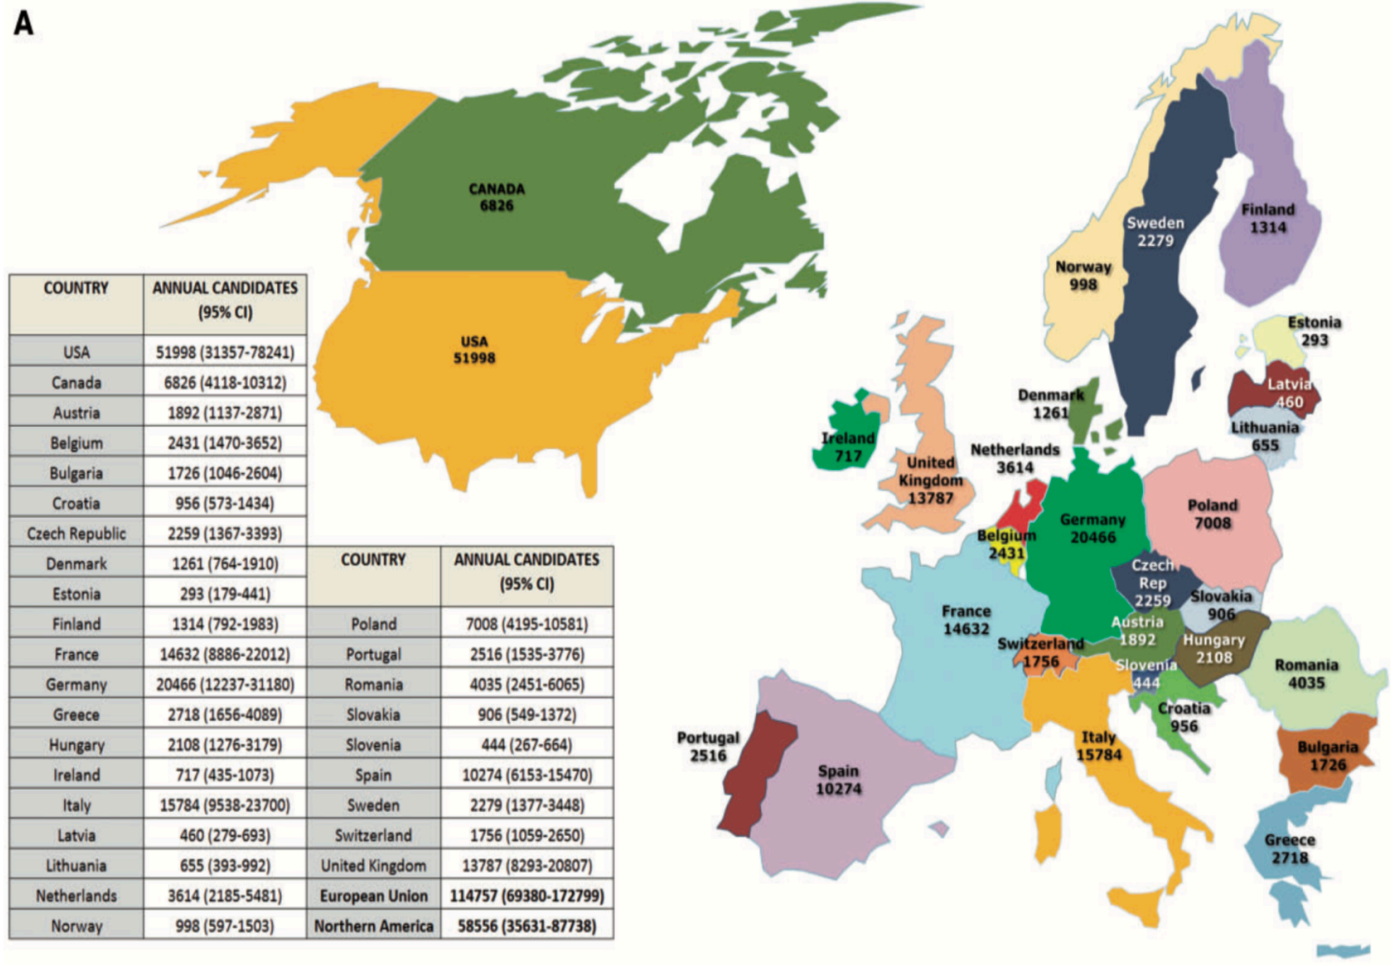 A
CANADA
6826
USA
51998
COUNTRY ANNUAL CANDIDATES
(95% CI)
USA 51998 (31357-78241)
Canada 6826 (4118-10312)
Austria 1892 (1137-2871)
Belgium 2431 (1470-3652)
Bulgaria 1726 (1046-2604)
Croatia 956 (573-1434)
Czech Republic 2259 (1367-3393)
Denmark 1261 (764-1910)
Estonia 293 (179-441)
Finland 1314 (792-1983)
France 14632 (8886-22012)
Germany 20466 (12237-31180)
Greece 2718 (1656-4089)
Hungary 2108 (1276-3179)
Ireland 717 (435-1073)
Italy 15784 (9538-23700)
Latvia 460 (279-693)
Lithuania 655 (393-992)
Netherlands 3614 (2185-5481)
Norway 998 (597-1503)
COUNTRY ANNUAL CANDIDATES
(95% CI)
Poland 7008 (4195-10581)
Portugal 2516 (1535-3776)
Romania 4035 (2451-6065)
Slovakia 906 (549-1372)
Slovenia 444 (267-664)
Spain 10274 (6153-15470)
Sweden 2279 (1377-3448)
Switzerland 1756 (1059-2650)
United Kingdom 13787 (8293-20807)
European Union 114757 (69380-172799)
Northern America 58556 (35631-87738)
Finland
1314
Sweden
2279
Norway
998
Estonia
293
Latvia
460
Lithuania
655
Denmark
1261
Ireland
717
United
Kingdom
13787
Netherlands
3614
Belgium
2431
Germany
20466
Poland
7008
Czech
Rep
2259
Slovakia
906
France
14632
Switzerland
1756
Austria
1892
Hungary
2108
Slovenia
444
Romania
4035
Croatia
956
Italy
15784
Bulgaria
1726
Portugal
2516
Spain
10274
Greece
2718